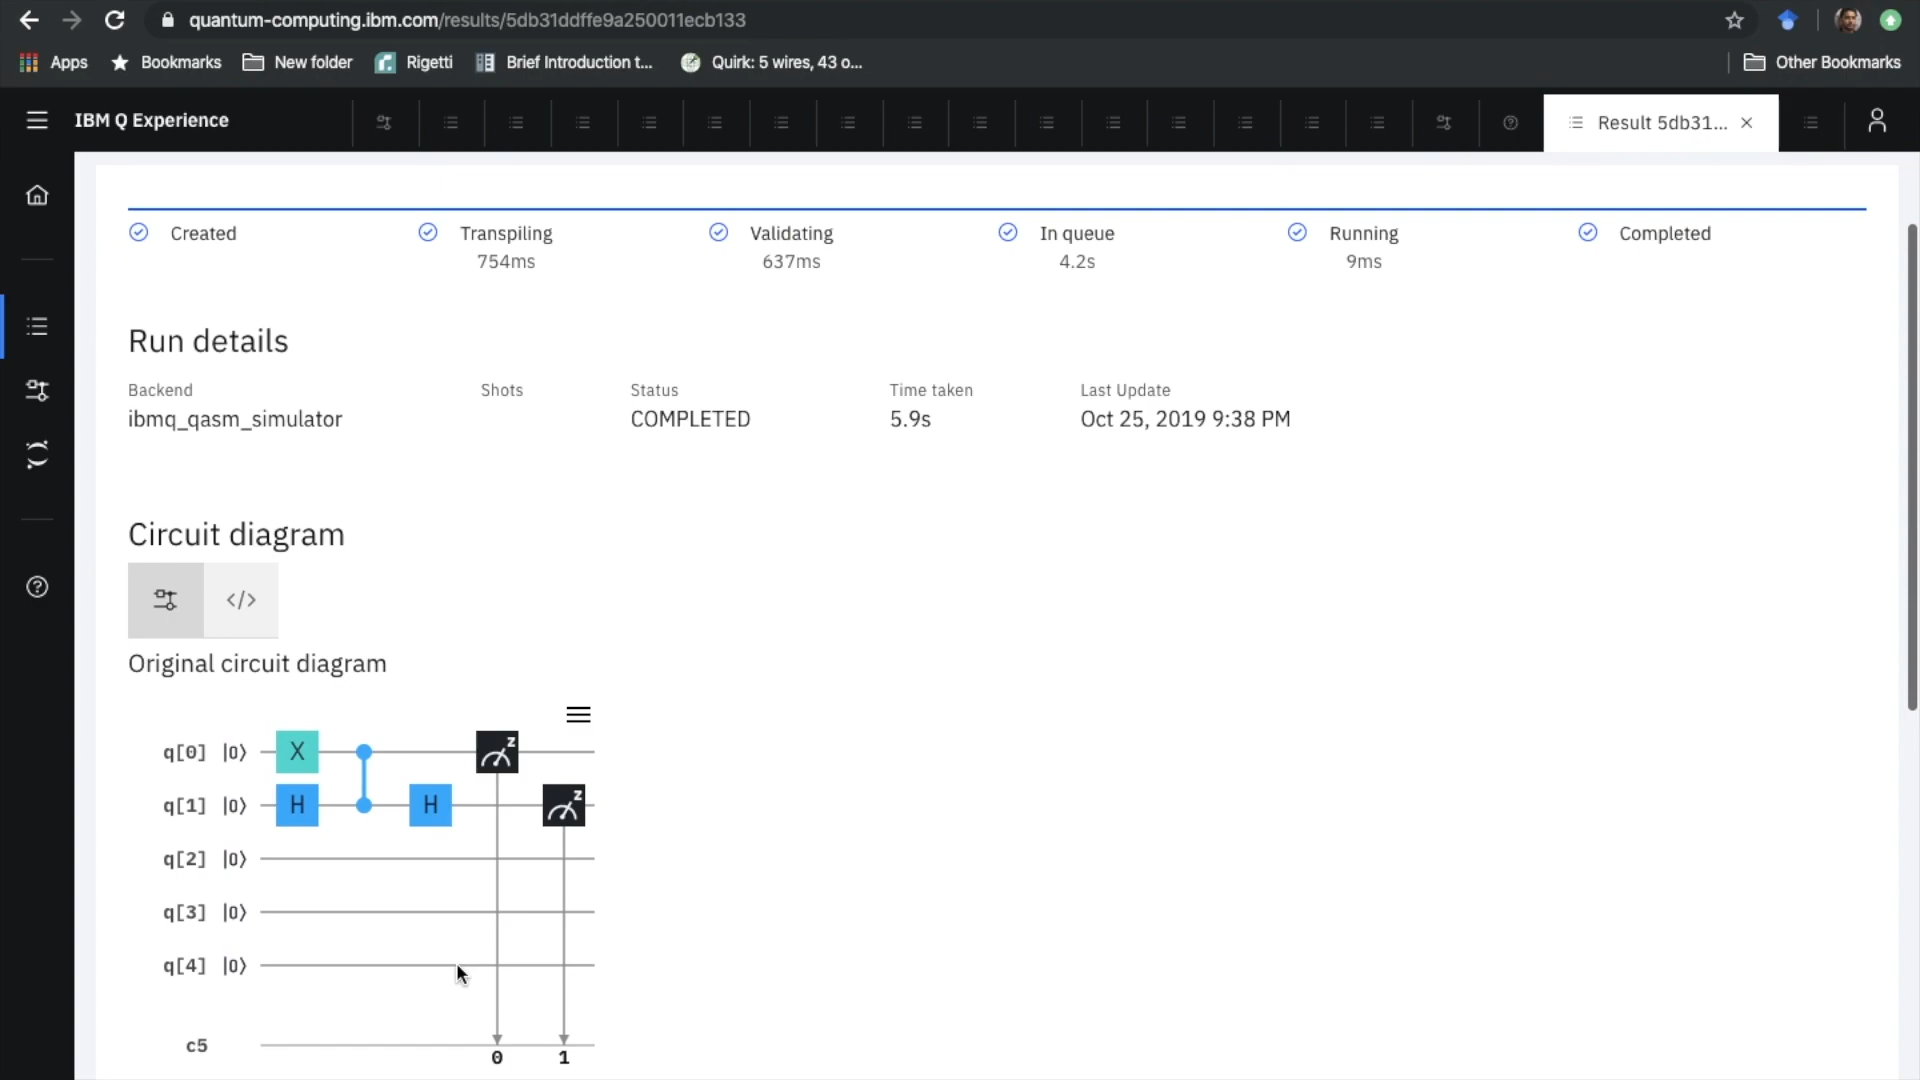 quantum-computing.ibm.com/results/5db31ddffe9a250011ecb133
Apps Bookmarks New folder Rigetti Brief Introduction t... Quirk: 5 wires, 43 o... Other Bookmarks
IBM Q Experience Result 5db31...
Created Transpiling Validating In queue Running Completed
754ms 637ms 4.2s 9ms
Run details
Backend Shots Status Time taken Last Update
ibmq_qasm_simulator COMPLETED 5.9s Oct 25, 2019 9:38 PM
Circuit diagram
</>
Original circuit diagram
q[0] |0⟩ X z
q[1] |0⟩ H H z
q[2] |0⟩
q[3] |0⟩
q[4] |0⟩
c5
0 1